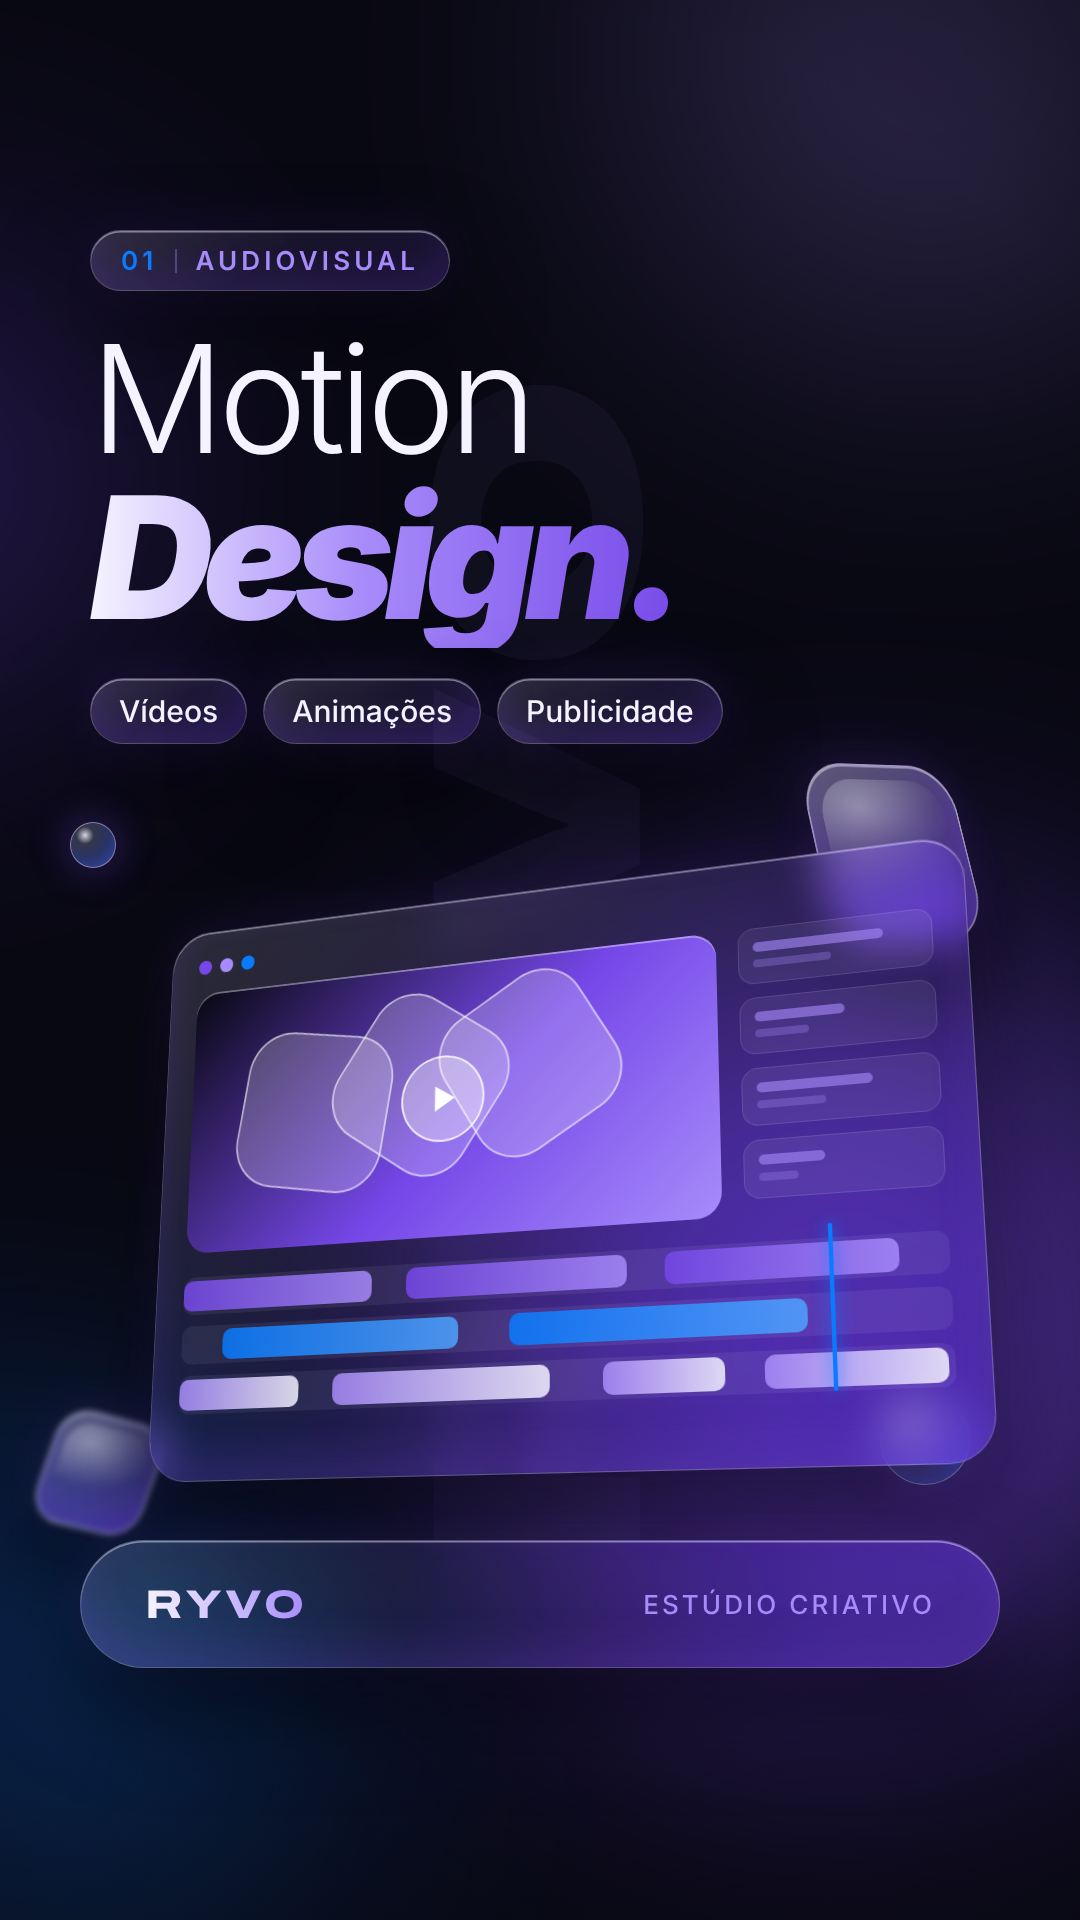 01 | AUDIOVISUAL
Motion
Design.
Vídeos Animações Publicidade
RYVO ESTÚDIO CRIATIVO